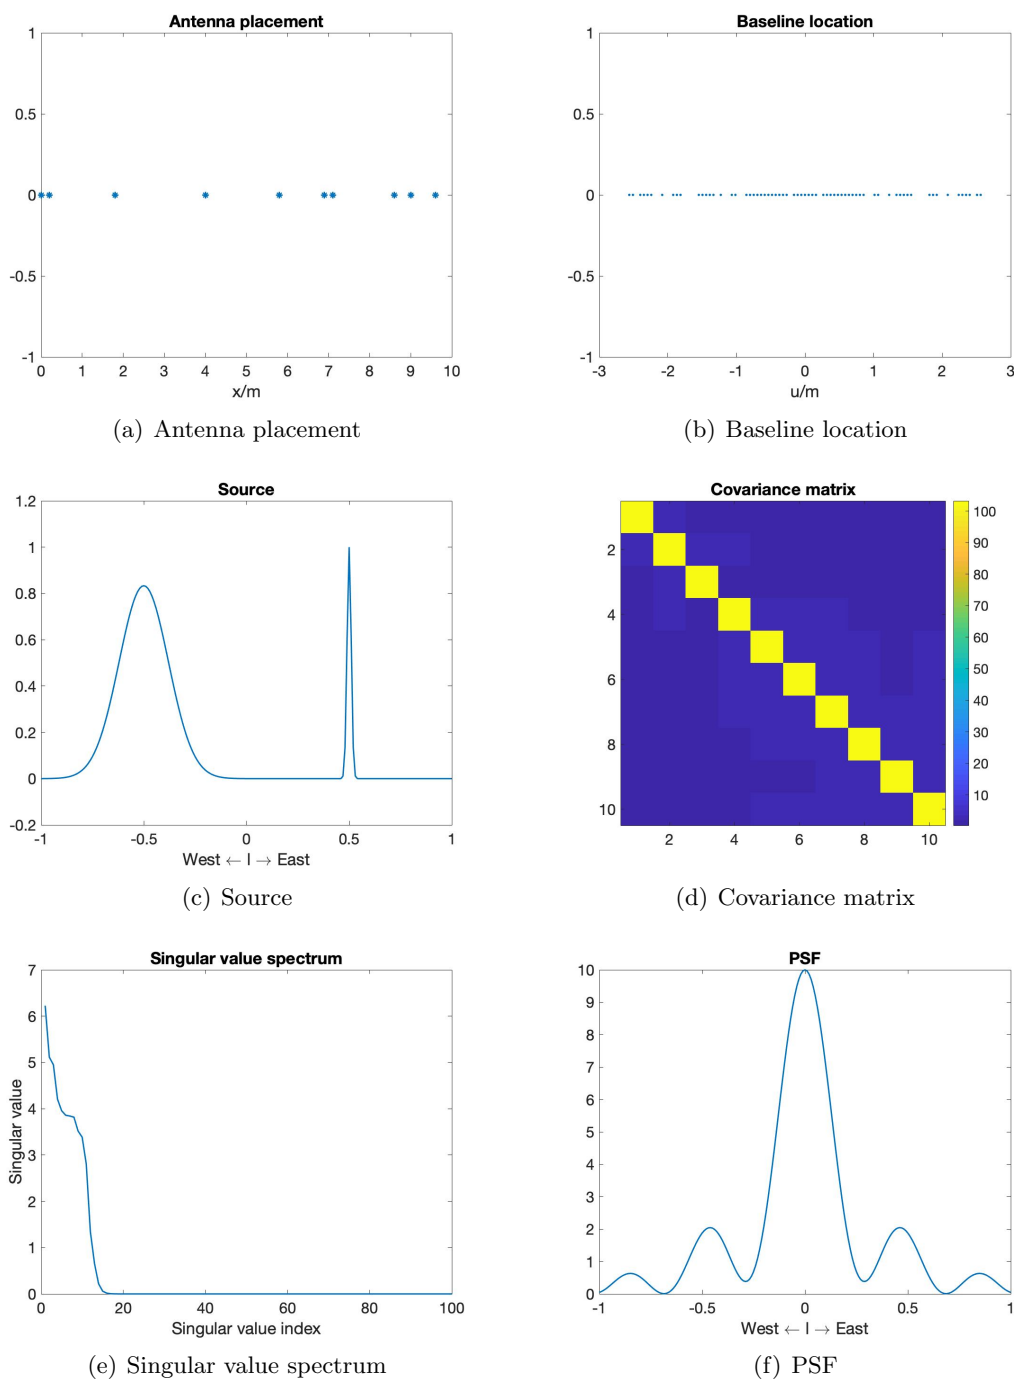 Antenna placement
1
0.5
0
-0.5
-1
0 1 2 3 4 5 6 7 8 9 10
x/m
(a) Antenna placement
Baseline location
1
0.5
0
-0.5
-1
-3 -2 -1 0 1 2 3
u/m
(b) Baseline location
Source
1.2
1
0.8
0.6
0.4
0.2
0
-0.2
-1 -0.5 0 0.5 1
West ← l → East
(c) Source
Covariance matrix
2
4
6
8
10
2 4 6 8 10
100
90
80
70
60
50
40
30
20
10
(d) Covariance matrix
Singular value spectrum
7
6
5
4
3
2
1
0
Singular value
0 20 40 60 80 100
Singular value index
(e) Singular value spectrum
PSF
10
9
8
7
6
5
4
3
2
1
0
-1 -0.5 0 0.5 1
West ← l → East
(f) PSF